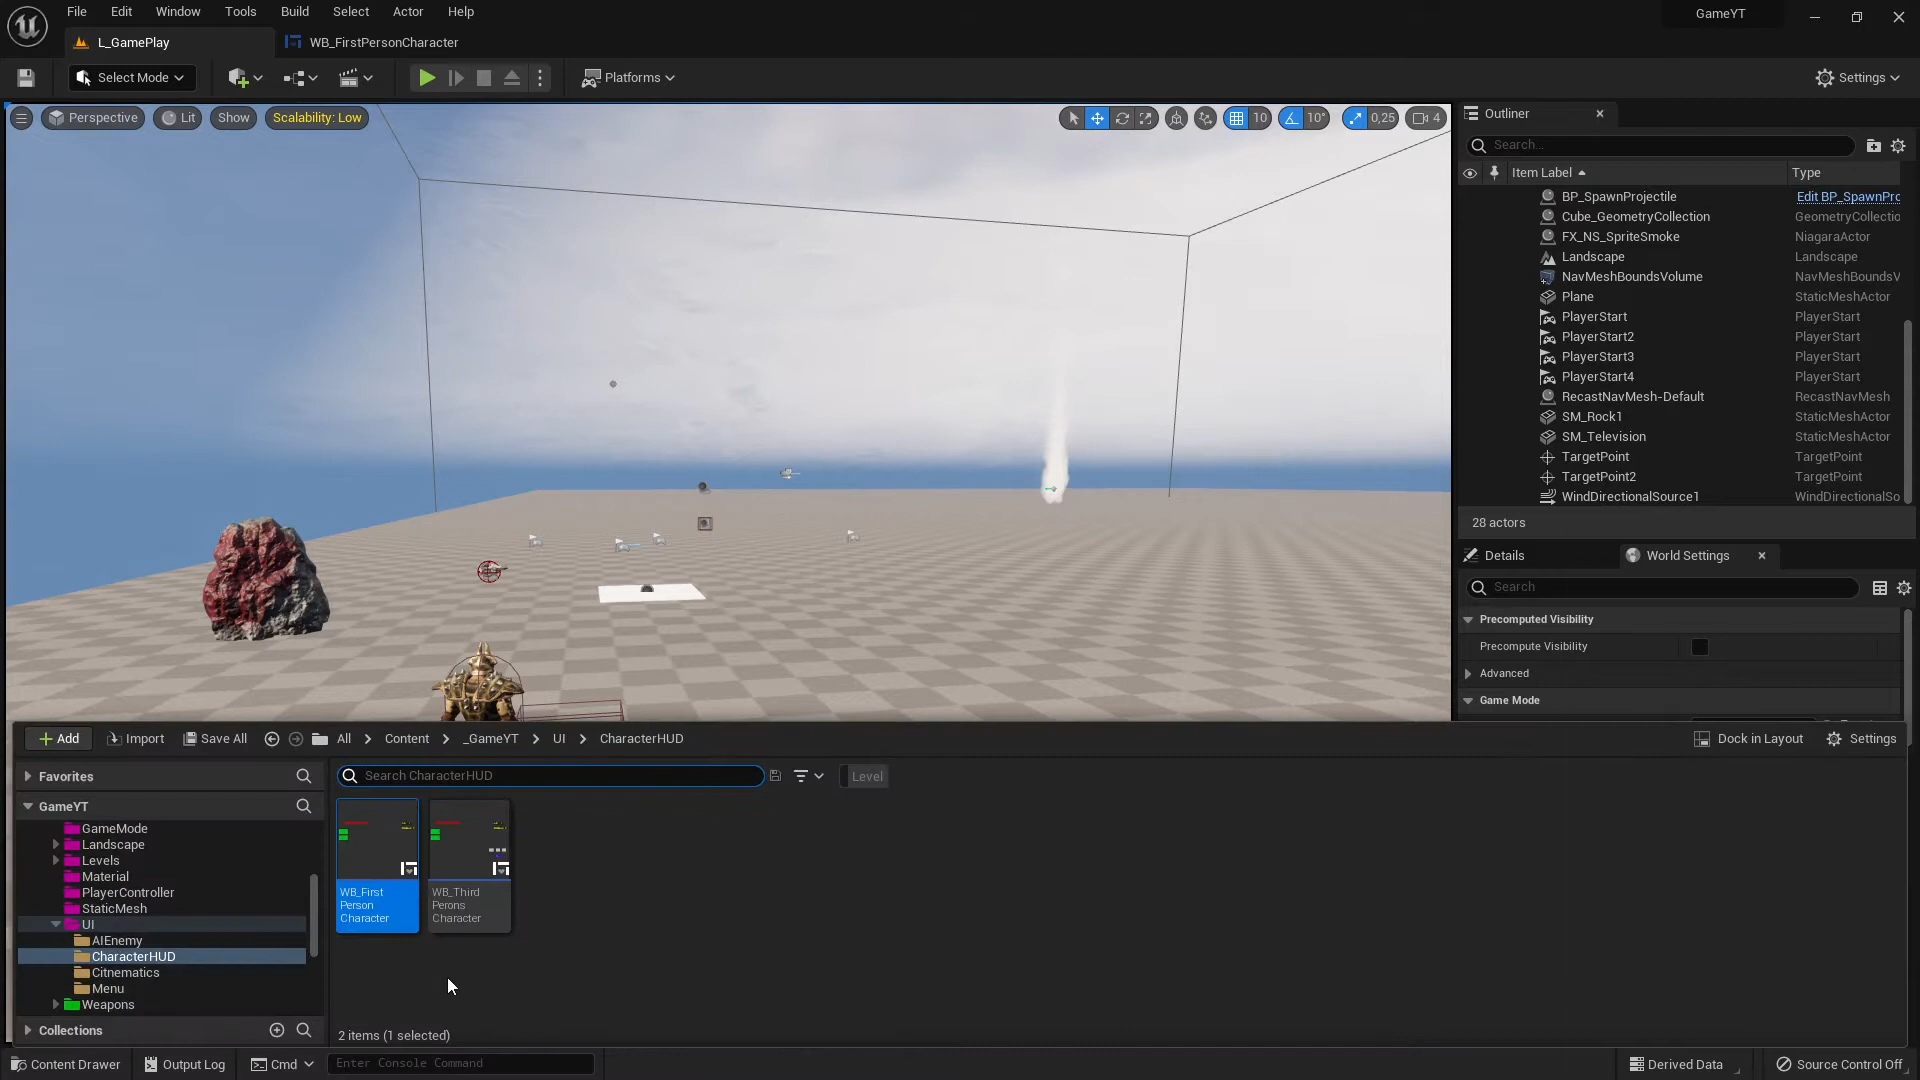 File Edit Window Tools Build Select Actor Help
GameYT
L_GamePlay
WB_FirstPersonCharacter
Select Mode
Platforms
Settings
Perspective
Lit
Show
Scalability: Low
10
10°
0,25
4
Outliner
Search...
Item Label
Type
BP_SpawnProjectile Edit BP_SpawnPro
Cube_GeometryCollection GeometryCollectio
FX_NS_SpriteSmoke NiagaraActor
Landscape Landscape
NavMeshBoundsVolume NavMeshBoundsV
Plane StaticMeshActor
PlayerStart PlayerStart
PlayerStart2 PlayerStart
PlayerStart3 PlayerStart
PlayerStart4 PlayerStart
RecastNavMesh-Default RecastNavMesh
SM_Rock1 StaticMeshActor
SM_Television StaticMeshActor
TargetPoint TargetPoint
TargetPoint2 TargetPoint
WindDirectionalSource1 WindDirectionalSo
28 actors
Details
World Settings
Search
Precomputed Visibility
Precompute Visibility
Advanced
Game Mode
Add
Import
Save All
All
Content
_GameYT
UI
CharacterHUD
Dock in Layout
Settings
Favorites
GameYT
GameMode
Landscape
Levels
Material
PlayerController
StaticMesh
UI
AIEnemy
CharacterHUD
Citnematics
Menu
Weapons
Collections
Search CharacterHUD
Level
WB_First
Person
Character
WB_Third
Perons
Character
2 items (1 selected)
Content Drawer
Output Log
Cmd
Enter Console Command
Derived Data
Source Control Off